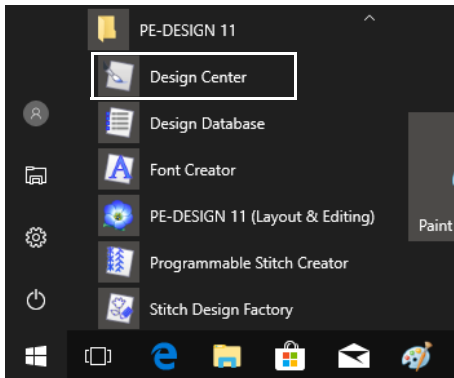 PE-DESIGN 11
Design Center
Design Database
Font Creator
PE-DESIGN 11 (Layout & Editing)
Paint
Programmable Stitch Creator
Stitch Design Factory